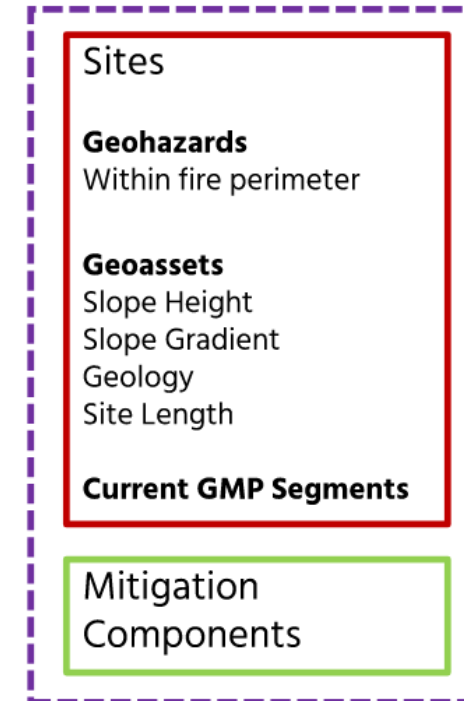 Sites
Geohazards
Within fire perimeter
Geoassets
Slope Height
Slope Gradient
Geology
Site Length
Current GMP Segments
Mitigation
Components